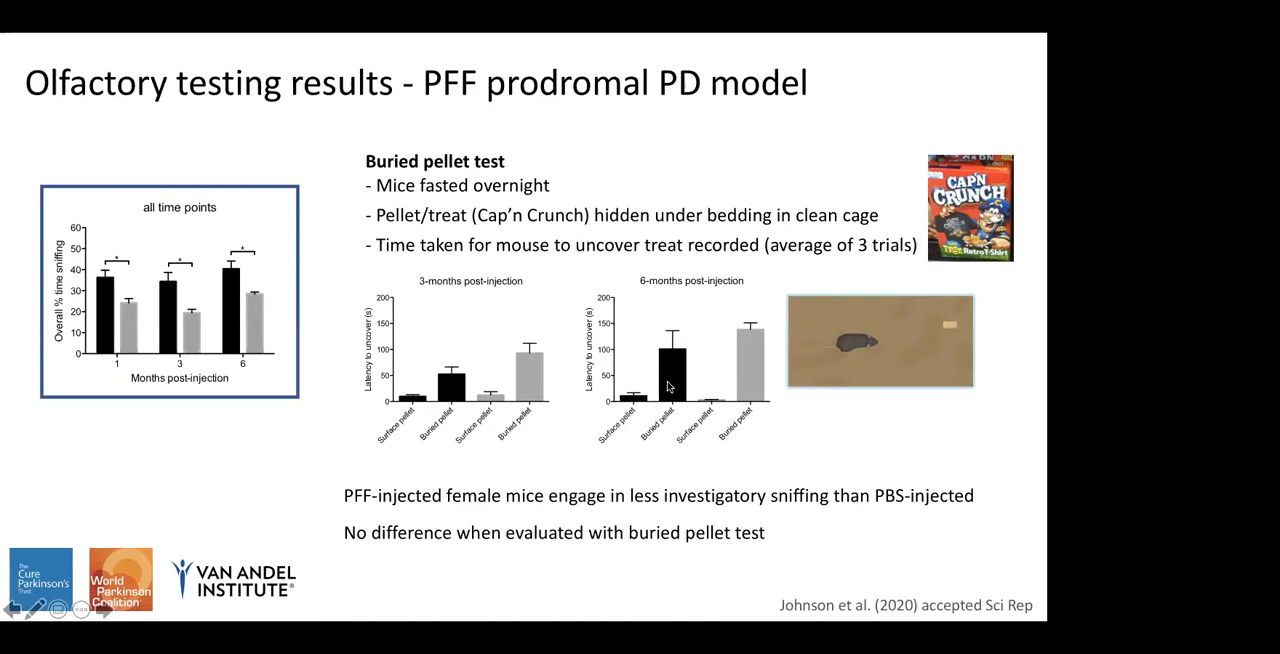 Olfactory testing results - PFF prodromal PD model
Buried pellet test
- Mice fasted overnight
- Pellet/treat (Cap'n Crunch) hidden under bedding in clean cage
- Time taken for mouse to uncover treat recorded (average of 3 trials)
CAP'N
CRUNCH
FREE Retro T-Shirt
all time points
Overall % time sniffing
60
50
40
30
20
10
0
*
*
*
1
3
6
Months post-injection
3-months post-injection
Latency to uncover (s)
200
150
100
50
0
Surface pellet
Buried pellet
Surface pellet
Buried pellet
6-months post-injection
Latency to uncover (s)
200
150
100
50
0
Surface pellet
Buried pellet
Surface pellet
Buried pellet
PFF-injected female mice engage in less investigatory sniffing than PBS-injected
No difference when evaluated with buried pellet test
The
Cure
Parkinson's
Trust
World
Parkinson
Coalition
VAN ANDEL
INSTITUTE®
Johnson et al. (2020) accepted Sci Rep